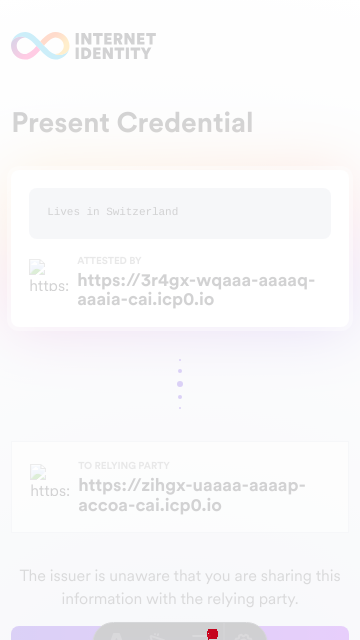 INTERNET
IDENTITY
Present Credential
Lives in Switzerland
ATTESTED BY
https:
https://3r4gx-wqaaa-aaaaq-
aaaia-cai.icp0.io
TO RELYING PARTY
https:
https://zihgx-uaaaa-aaaap-
accoa-cai.icp0.io
The issuer is unaware that you are sharing this
information with the relying party.